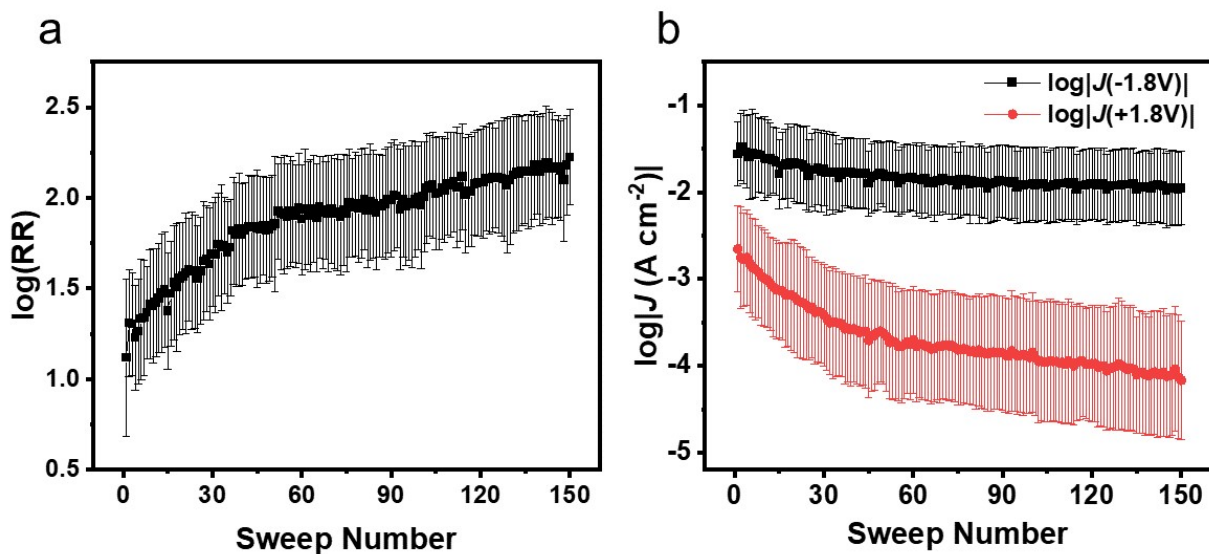 a
2.5
2.0
1.5
1.0
0.5
log(RR)
0 30 60 90 120 150
Sweep Number
b
log|J(-1.8V)|
log|J(+1.8V)|
-1
-2
-3
-4
-5
log|J (A cm⁻²)|
0 30 60 90 120 150
Sweep Number